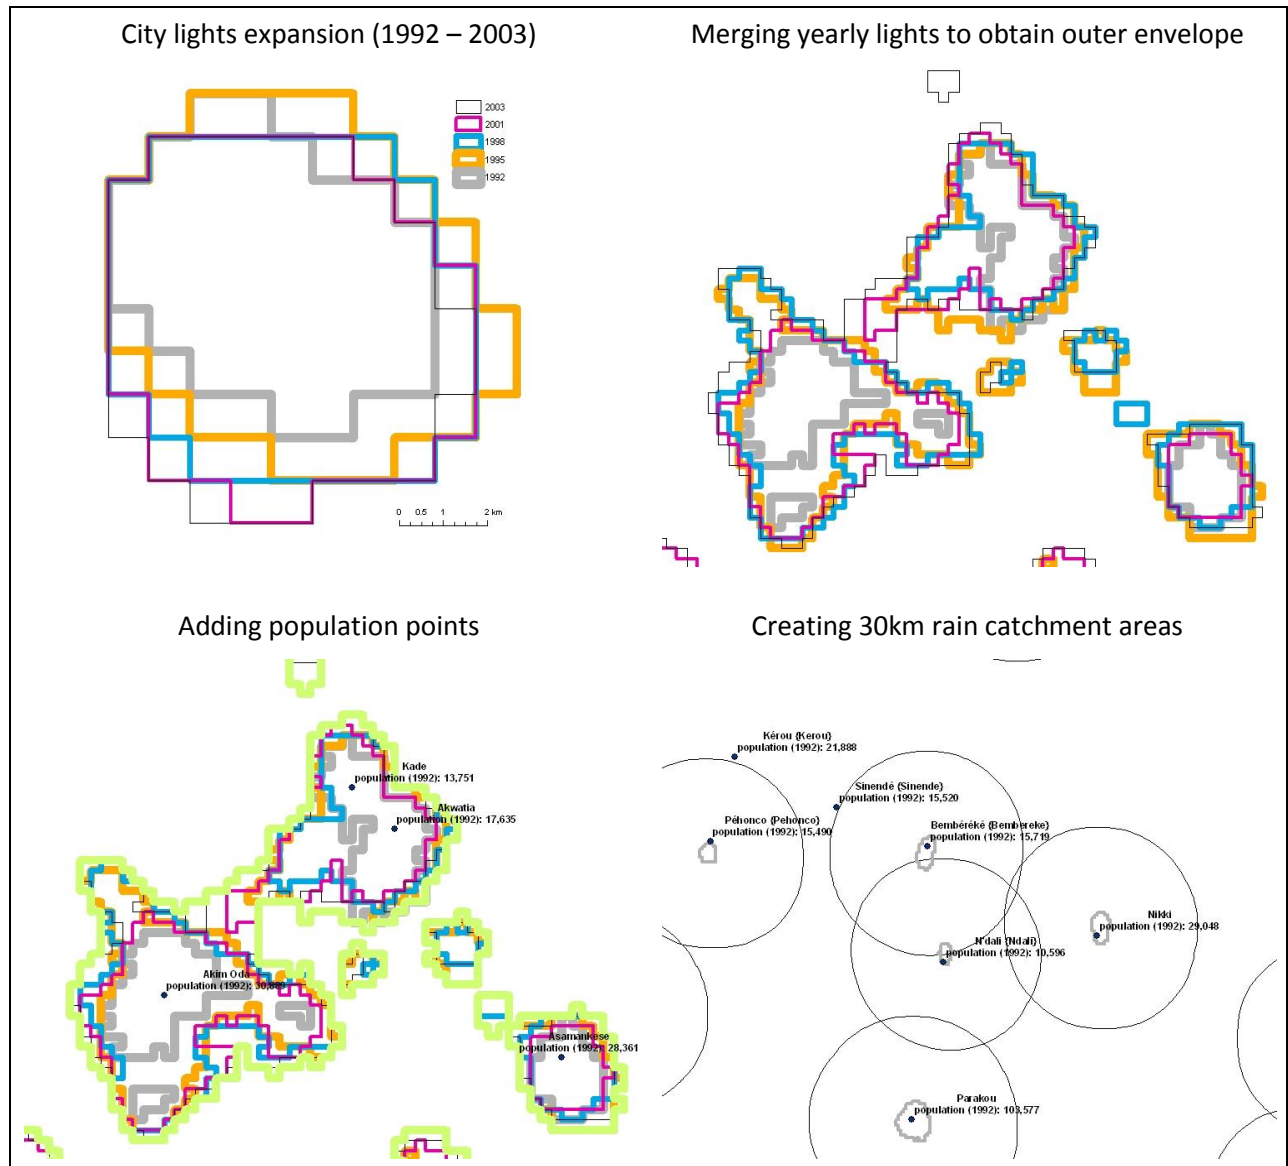 City lights expansion (1992 – 2003)
Merging yearly lights to obtain outer envelope
2003
2001
1998
1995
1992
0 0.5 1 2 km
Adding population points
Creating 30km rain catchment areas
Kade
population (1992): 13,751
Akwatia
population (1992): 17,635
Akim Oda
population (1992): 30,889
Asamankese
population (1992): 28,361
Kérou {Kerou}
population (1992): 21,888
Sinendé {Sinende}
population (1992): 15,520
Péhonco {Pehonco}
population (1992): 15,490
Bembéréké {Bembereke}
population (1992): 15,719
Nikki
population (1992): 29,048
N'dali {Ndali}
population (1992): 10,596
Parakou
population (1992): 103,577